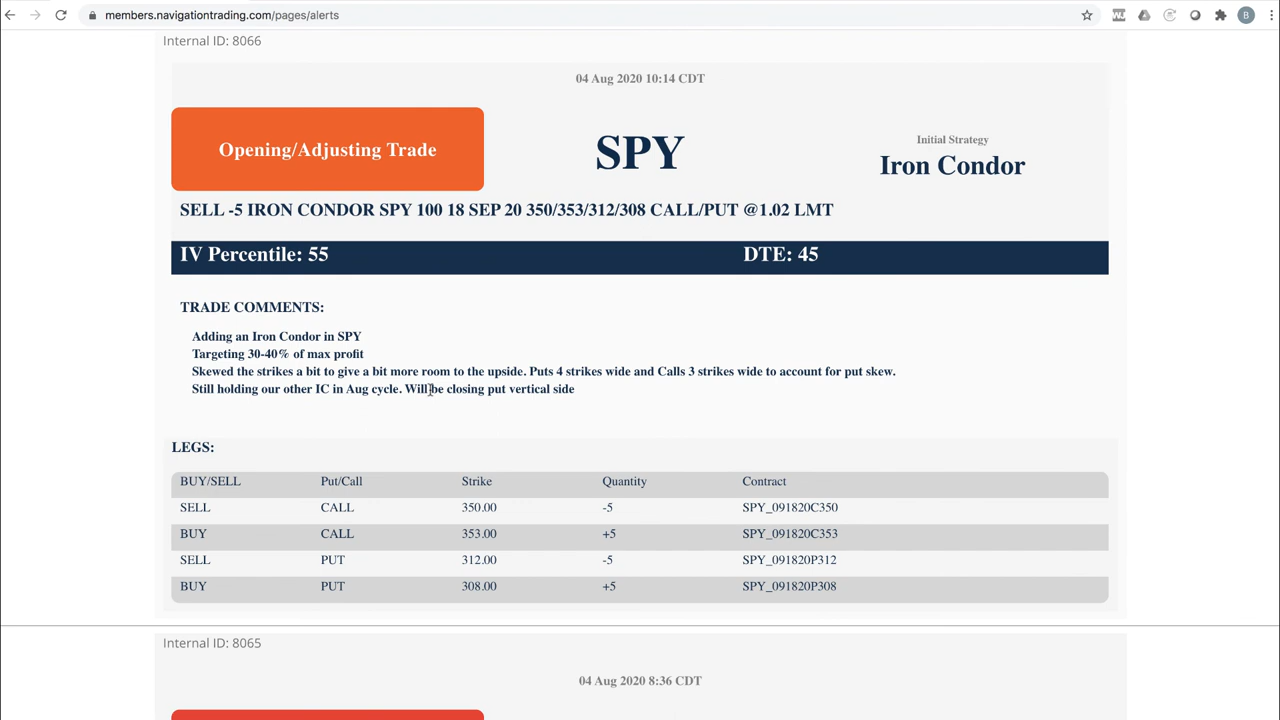 members.navigationtrading.com/pages/alerts
B
Internal ID: 8066
04 Aug 2020 10:14 CDT
Opening/Adjusting Trade
SPY
Initial Strategy
Iron Condor
SELL -5 IRON CONDOR SPY 100 18 SEP 20 350/353/312/308 CALL/PUT @1.02 LMT
IV Percentile: 55 DTE: 45
TRADE COMMENTS:
Adding an Iron Condor in SPY
Targeting 30-40% of max profit
Skewed the strikes a bit to give a bit more room to the upside. Puts 4 strikes wide and Calls 3 strikes wide to account for put skew.
Still holding our other IC in Aug cycle. Will be closing put vertical side
LEGS:
BUY/SELL Put/Call Strike Quantity Contract
SELL CALL 350.00 -5 SPY_091820C350
BUY CALL 353.00 +5 SPY_091820C353
SELL PUT 312.00 -5 SPY_091820P312
BUY PUT 308.00 +5 SPY_091820P308
Internal ID: 8065
04 Aug 2020 8:36 CDT